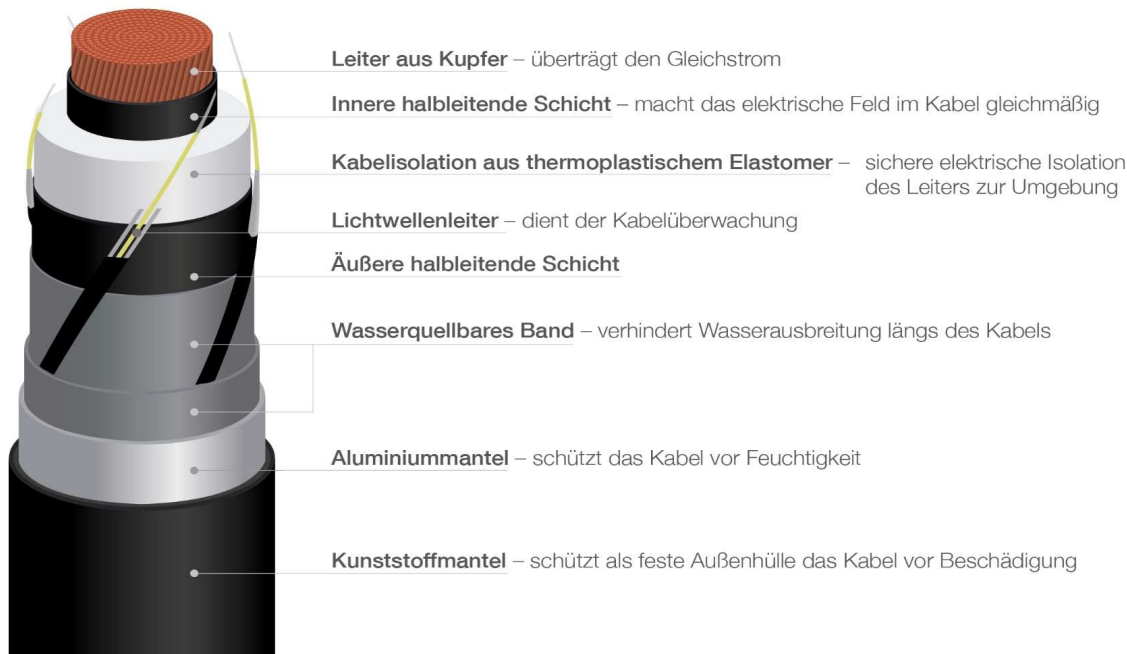 Leiter aus Kupfer – überträgt den Gleichstrom
Innere halbleitende Schicht – macht das elektrische Feld im Kabel gleichmäßig
Kabelisolation aus thermoplastischem Elastomer – sichere elektrische Isolation
des Leiters zur Umgebung
Lichtwellenleiter – dient der Kabelüberwachung
Äußere halbleitende Schicht
Wasserquellbares Band – verhindert Wasserausbreitung längs des Kabels
Aluminiummantel – schützt das Kabel vor Feuchtigkeit
Kunststoffmantel – schützt als feste Außenhülle das Kabel vor Beschädigung